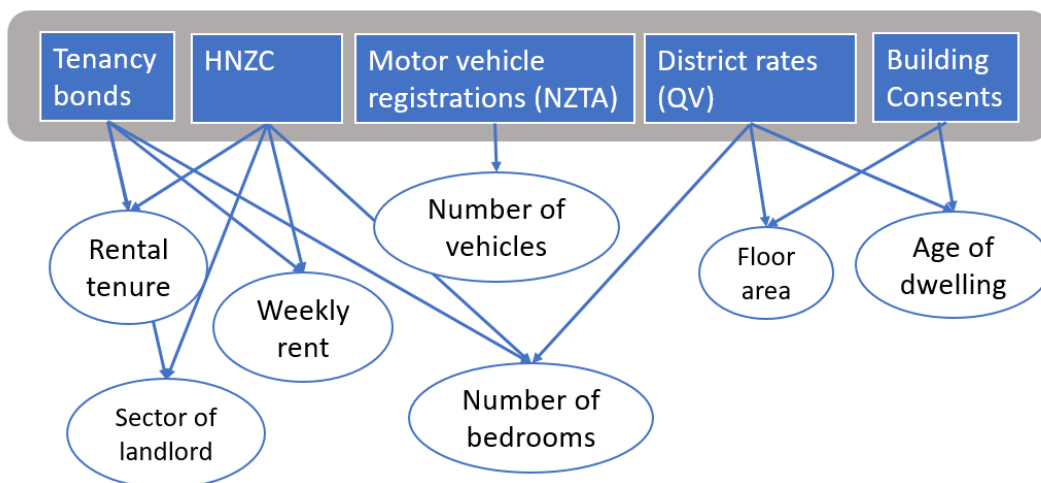 Tenancy
bonds
HNZC
Motor vehicle
registrations (NZTA)
District rates
(QV)
Building
Consents
Number of
vehicles
Rental
tenure
Floor
area
Age of
dwelling
Weekly
rent
Number of
bedrooms
Sector of
landlord